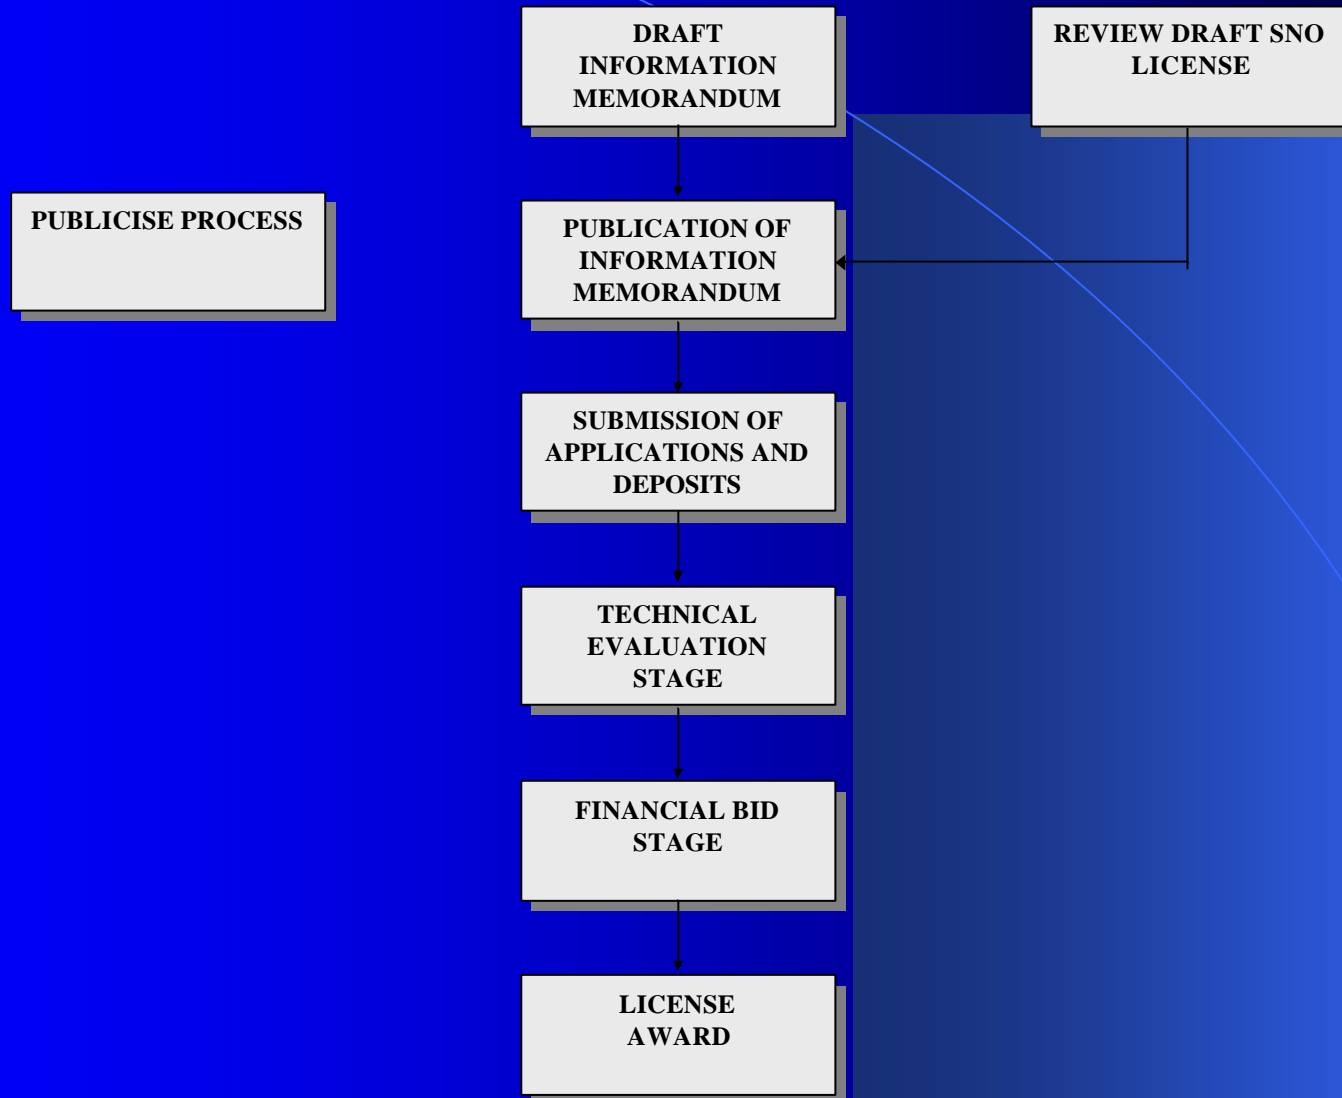 DRAFT
INFORMATION
MEMORANDUM
REVIEW DRAFT SNO
LICENSE
PUBLICISE PROCESS
PUBLICATION OF
INFORMATION
MEMORANDUM
SUBMISSION OF
APPLICATIONS AND
DEPOSITS
TECHNICAL
EVALUATION
STAGE
FINANCIAL BID
STAGE
LICENSE
AWARD